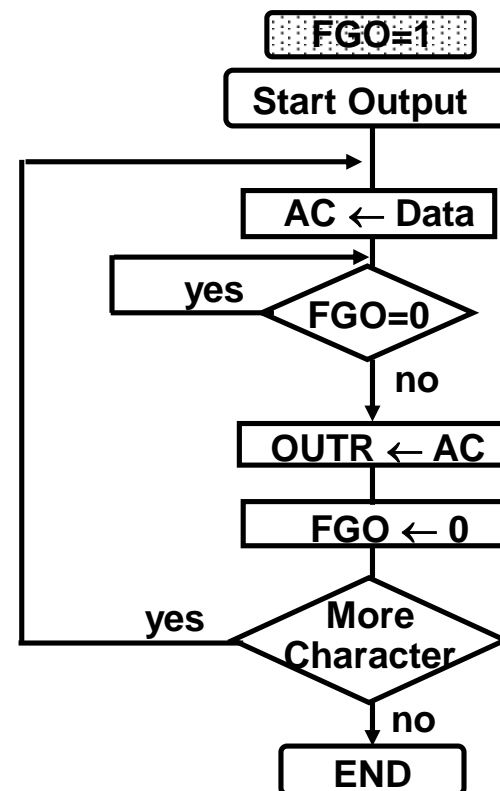 FGO=1
Start Output
AC ← Data
yes
FGO=0
no
OUTR ← AC
FGO ← 0
yes
More
Character
no
END